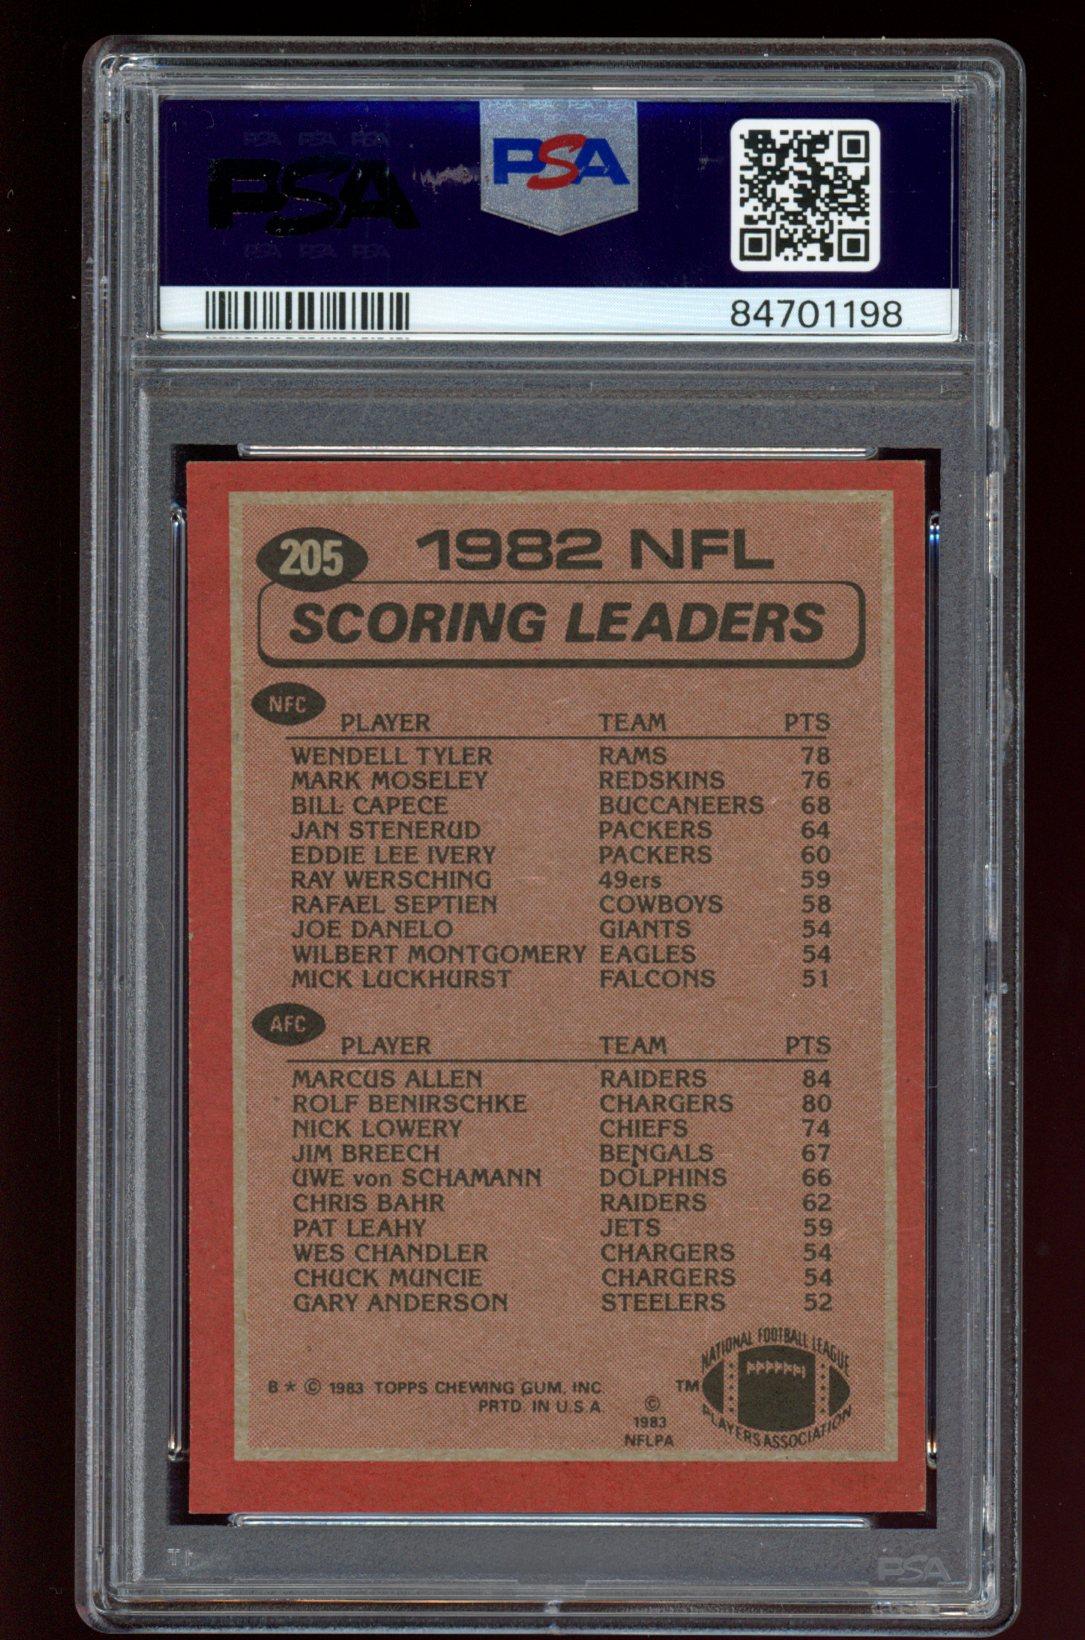 PSA PSA PSA
PSA
PSA PSA PSA
PSA
84701198
205
1982 NFL
SCORING LEADERS
NFC
PLAYER TEAM PTS
WENDELL TYLER RAMS 78
MARK MOSELEY REDSKINS 76
BILL CAPECE BUCCANEERS 68
JAN STENERUD PACKERS 64
EDDIE LEE IVERY PACKERS 60
RAY WERSCHING 49ers 59
RAFAEL SEPTIEN COWBOYS 58
JOE DANELO GIANTS 54
WILBERT MONTGOMERY EAGLES 54
MICK LUCKHURST FALCONS 51
AFC
PLAYER TEAM PTS
MARCUS ALLEN RAIDERS 84
ROLF BENIRSCHKE CHARGERS 80
NICK LOWERY CHIEFS 74
JIM BREECH BENGALS 67
UWE von SCHAMANN DOLPHINS 66
CHRIS BAHR RAIDERS 62
PAT LEAHY JETS 59
WES CHANDLER CHARGERS 54
CHUCK MUNCIE CHARGERS 54
GARY ANDERSON STEELERS 52
B * © 1983 TOPPS CHEWING GUM, INC.
PRTD. IN U.S.A.
©
1983
NFLPA
TM
NATIONAL FOOTBALL LEAGUE
PLAYERS ASSOCIATION
PSA